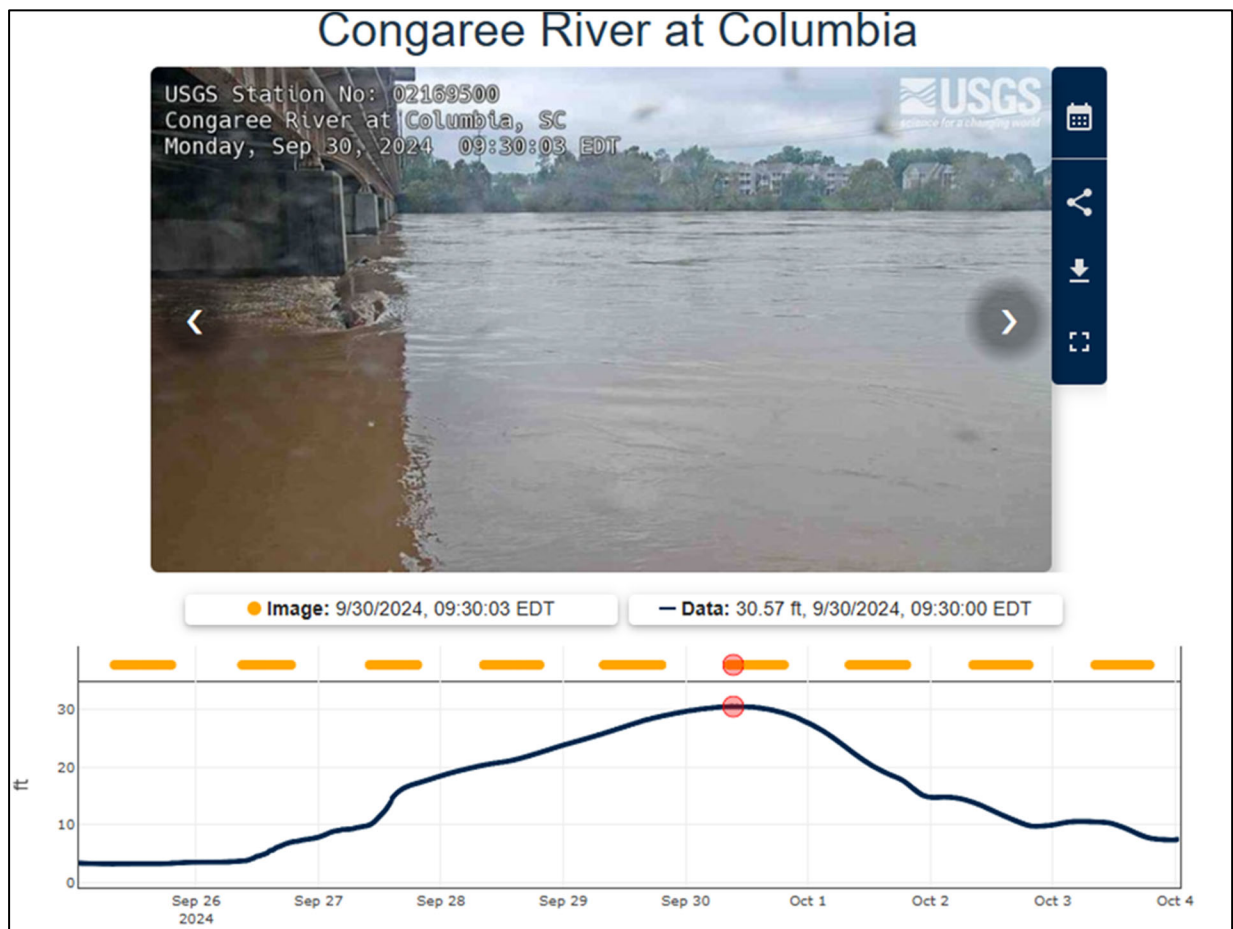 Congaree River at Columbia
USGS Station No: 02169500
Congaree River at Columbia, SC
Monday, Sep 30, 2024 09:30:03 EDT
USGS
science for a changing world
Image: 9/30/2024, 09:30:03 EDT
Data: 30.57 ft, 9/30/2024, 09:30:00 EDT
30
20
ft
10
0
Sep 26 Sep 27 Sep 28 Sep 29 Sep 30 Oct 1 Oct 2 Oct 3 Oct 4
2024